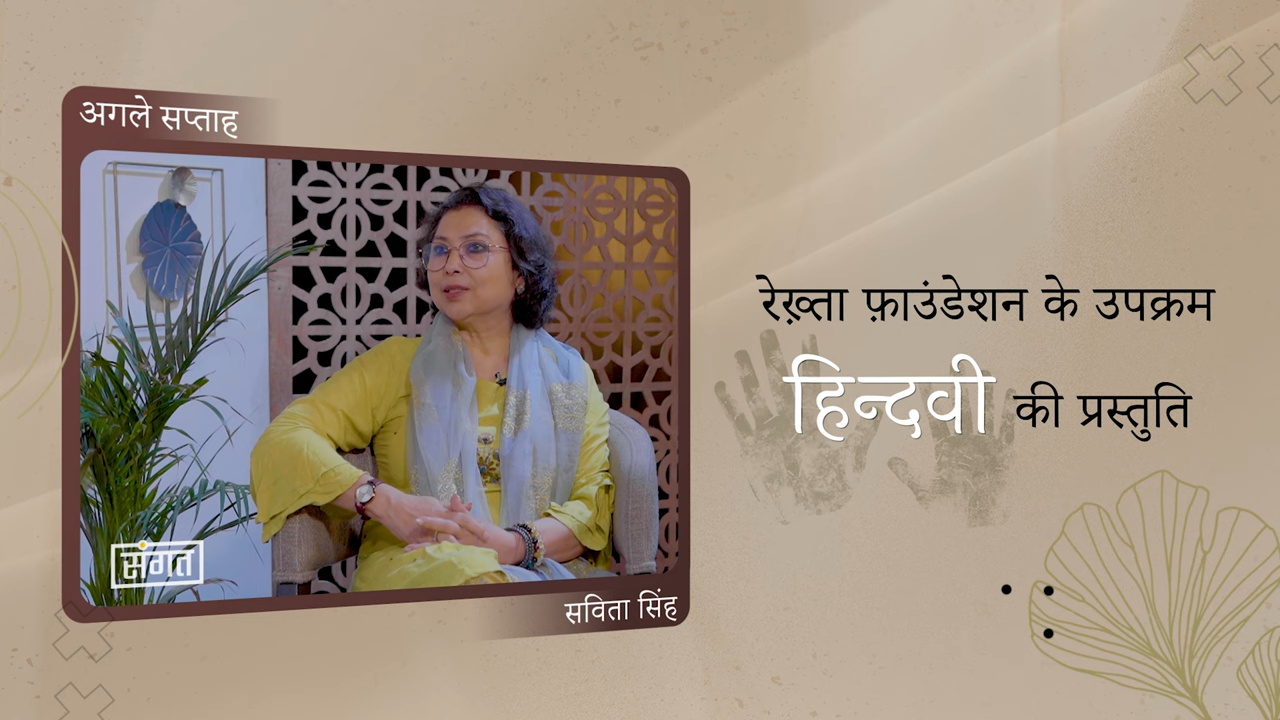 अगले सप्ताह
संगत
सविता सिंह
रेख़्ता फ़ाउंडेशन के उपक्रम
हिन्दवी की प्रस्तुति